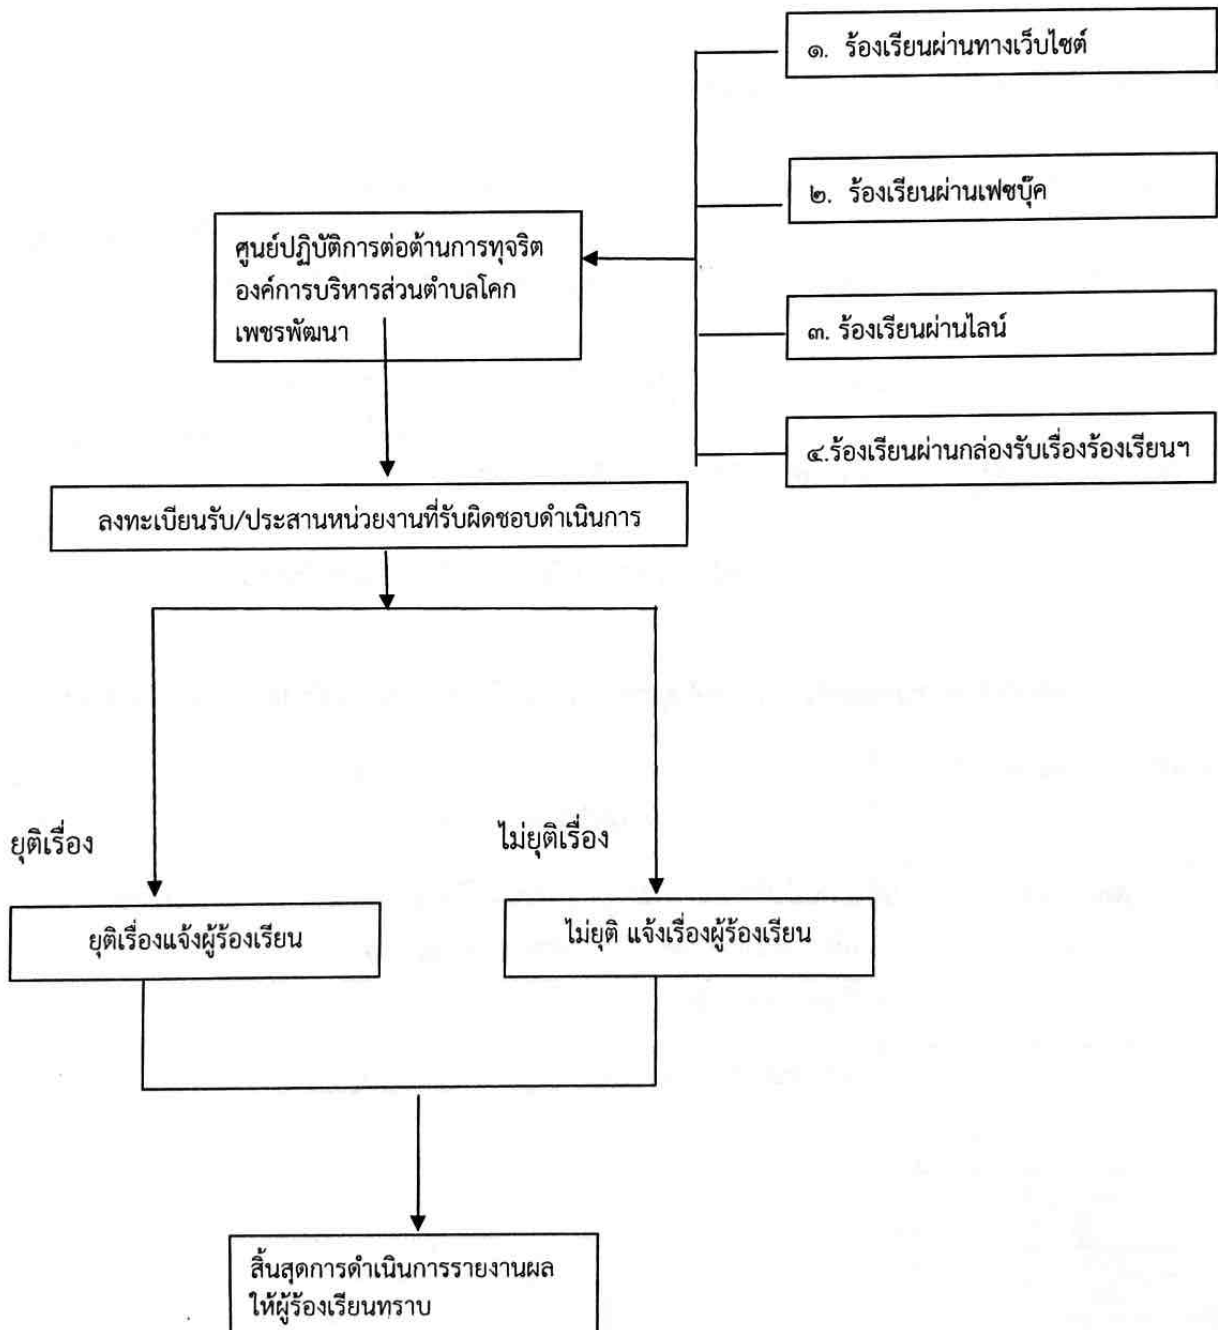 ๑. ร้องเรียนผ่านทางเว็บไซต์
๒. ร้องเรียนผ่านเฟซบุ๊ค
ศูนย์ปฏิบัติการต่อต้านการทุจริต
องค์การบริหารส่วนตำบลโคก
เพชรพัฒนา
๓. ร้องเรียนผ่านไลน์
๔.ร้องเรียนผ่านกล่องรับเรื่องร้องเรียนฯ
ลงทะเบียนรับ/ประสานหน่วยงานที่รับผิดชอบดำเนินการ
ยุติเรื่อง
ไม่ยุติเรื่อง
ยุติเรื่องแจ้งผู้ร้องเรียน
ไม่ยุติ แจ้งเรื่องผู้ร้องเรียน
สิ้นสุดการดำเนินการรายงานผล
ให้ผู้ร้องเรียนทราบ